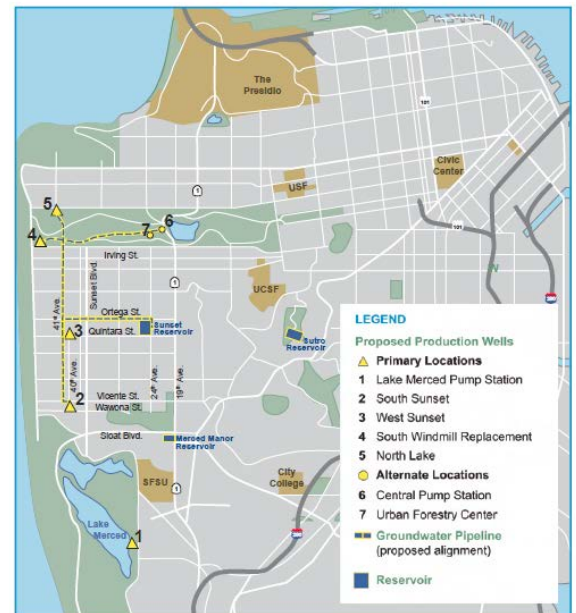 The
Presidio
101
Civic
Center
USF
1
5
6
4
7
101
Irving St.
41st Ave.
Sunset Blvd.
UCSF
1
Ortega St.
Sunset
Reservoir
3
Quintara St.
Sutro
Reservoir
40th Ave.
24th Ave.
19th Ave.
2
Vicente St.
Wawona St.
Sloat Blvd.
Merced Manor
Reservoir
SFSU
1
City
College
Lake
Merced
1
LEGEND
Proposed Production Wells
Primary Locations
1 Lake Merced Pump Station
2 South Sunset
3 West Sunset
4 South Windmill Replacement
5 North Lake
Alternate Locations
6 Central Pump Station
7 Urban Forestry Center
Groundwater Pipeline
(proposed alignment)
Reservoir